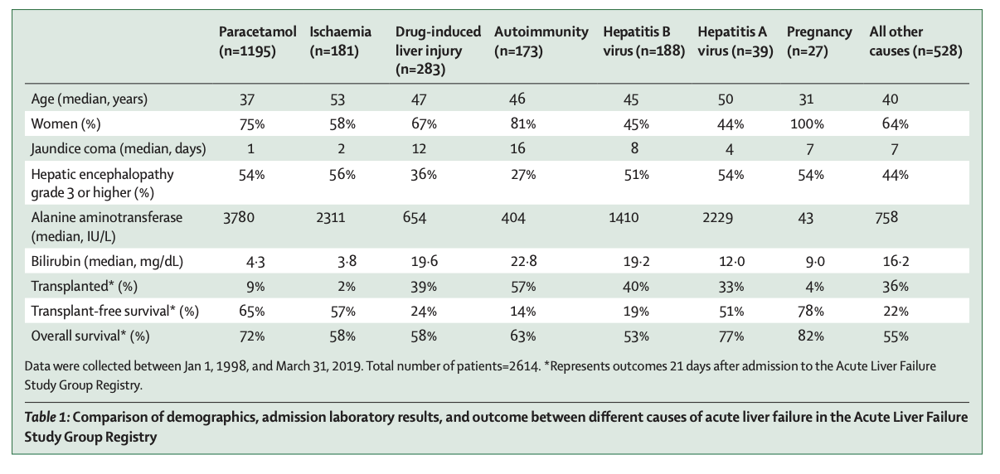 Paracetamol (n=1195) Ischaemia (n=181) Drug-induced liver injury (n=283) Autoimmunity (n=173) Hepatitis B virus (n=188) Hepatitis A virus (n=39) Pregnancy (n=27) All other causes (n=528)
Age (median, years) 37 53 47 46 45 50 31 40
Women (%) 75% 58% 67% 81% 45% 44% 100% 64%
Jaundice coma (median, days) 1 2 12 16 8 4 7 7
Hepatic encephalopathy grade 3 or higher (%) 54% 56% 36% 27% 51% 54% 54% 44%
Alanine aminotransferase (median, IU/L) 3780 2311 654 404 1410 2229 43 758
Bilirubin (median, mg/dL) 4·3 3·8 19·6 22·8 19·2 12·0 9·0 16·2
Transplanted* (%) 9% 2% 39% 57% 40% 33% 4% 36%
Transplant-free survival* (%) 65% 57% 24% 14% 19% 51% 78% 22%
Overall survival* (%) 72% 58% 58% 63% 53% 77% 82% 55%
Data were collected between Jan 1, 1998, and March 31, 2019. Total number of patients=2614. *Represents outcomes 21 days after admission to the Acute Liver Failure
Study Group Registry.
Table 1: Comparison of demographics, admission laboratory results, and outcome between different causes of acute liver failure in the Acute Liver Failure
Study Group Registry